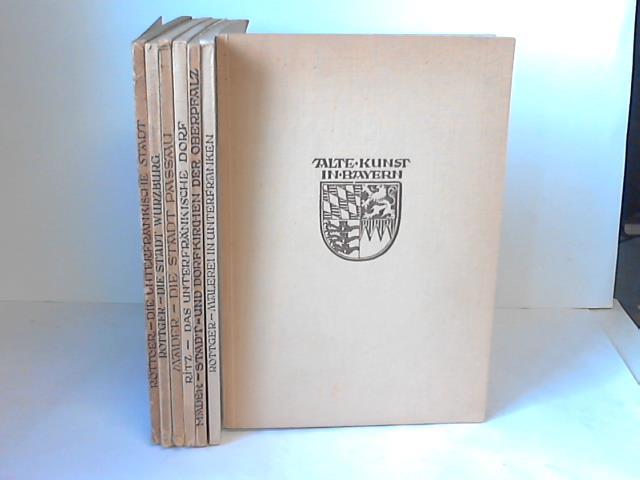 RÖTTGER — DIE UNTERFRÄNKISCHE STADT
RÖTTGER — DIE STADT WÜRZBURG
MADER — DIE STADT PASSAU
RITZ — DAS UNTERFRÄNKISCHE DORF
MADER — STADT- UND DORFKIRCHEN DER OBERPFALZ
RÖTTGER — MALEREI IN UNTERFRANKEN
ALTE · KUNST
IN · BAYERN